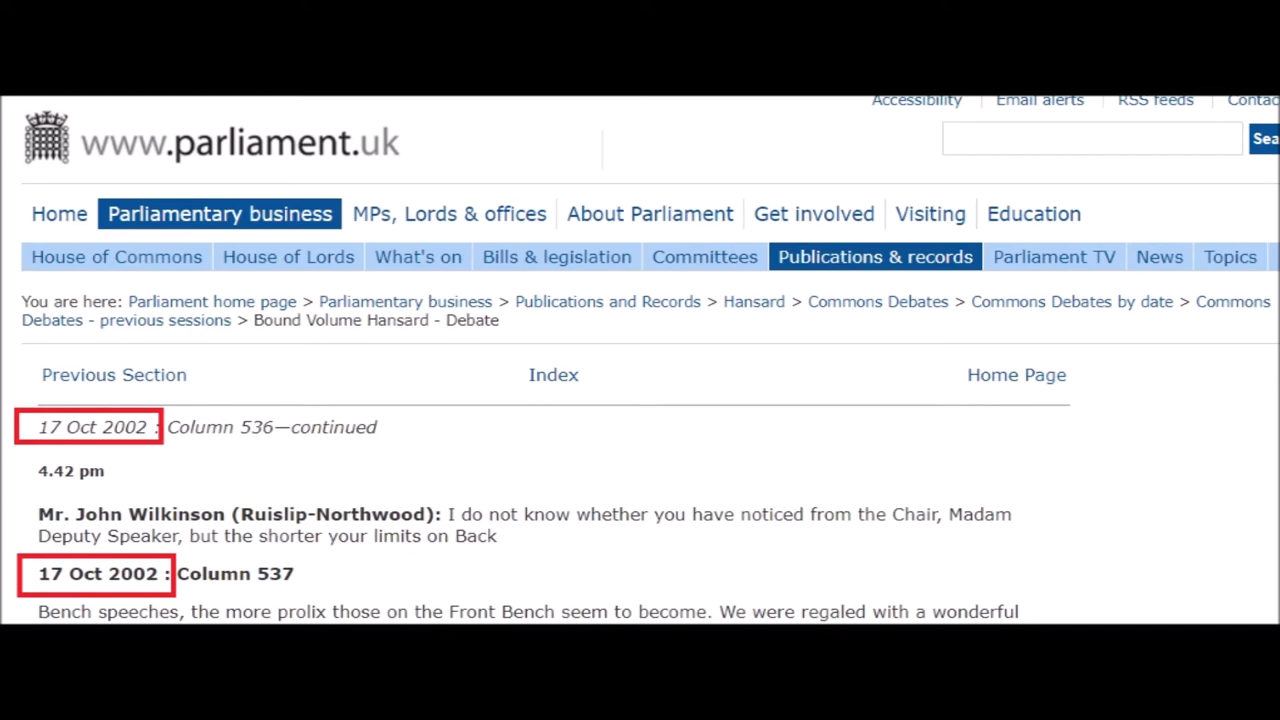 Accessibility Email alerts RSS feeds Contac
www.parliament.uk
Sea
Home Parliamentary business MPs, Lords & offices About Parliament Get involved Visiting Education
House of Commons House of Lords What's on Bills & legislation Committees Publications & records Parliament TV News Topics
You are here: Parliament home page > Parliamentary business > Publications and Records > Hansard > Commons Debates > Commons Debates by date > Commons
Debates - previous sessions > Bound Volume Hansard - Debate
Previous Section Index Home Page
17 Oct 2002 : Column 536—continued
4.42 pm
Mr. John Wilkinson (Ruislip-Northwood): I do not know whether you have noticed from the Chair, Madam
Deputy Speaker, but the shorter your limits on Back
17 Oct 2002 : Column 537
Bench speeches, the more prolix those on the Front Bench seem to become. We were regaled with a wonderful